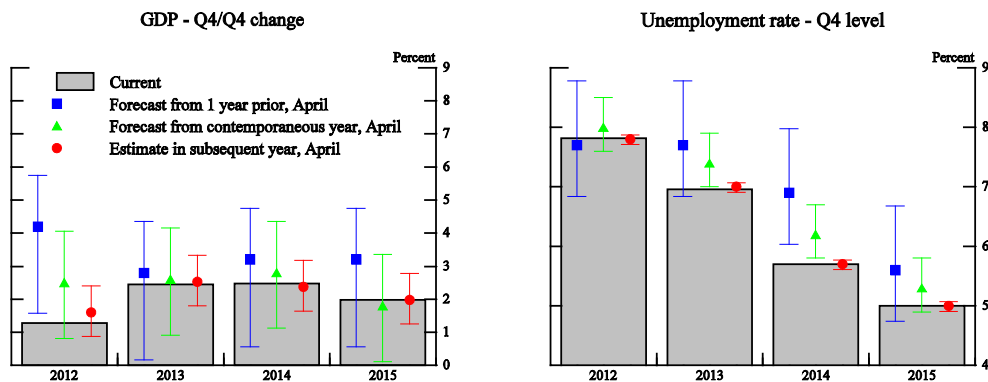 GDP - Q4/Q4 change
Percent
Current
Forecast from 1 year prior, April
Forecast from contemporaneous year, April
Estimate in subsequent year, April
9
8
7
6
5
4
3
2
1
0
2012 2013 2014 2015
Unemployment rate - Q4 level
Percent
9
8
7
6
5
4
2012 2013 2014 2015